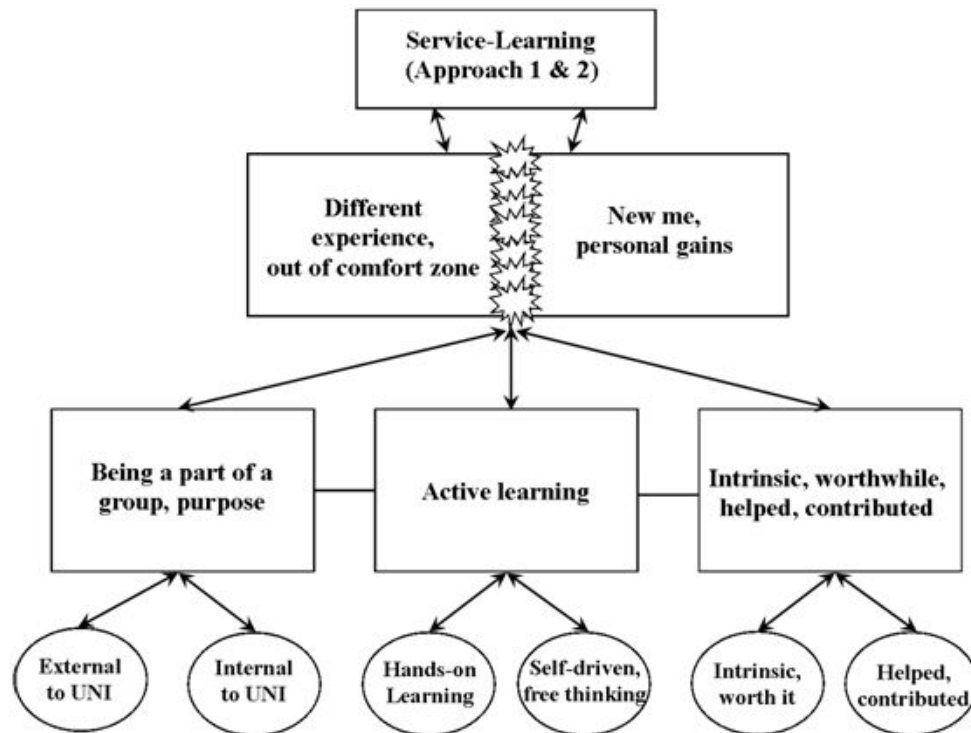 Service-Learning
(Approach 1 & 2)
Different
experience,
out of comfort zone
New me,
personal gains
Being a part of a
group, purpose
Active learning
Intrinsic, worthwhile,
helped, contributed
External
to UNI
Internal
to UNI
Hands-on
Learning
Self-driven,
free thinking
Intrinsic,
worth it
Helped,
contributed